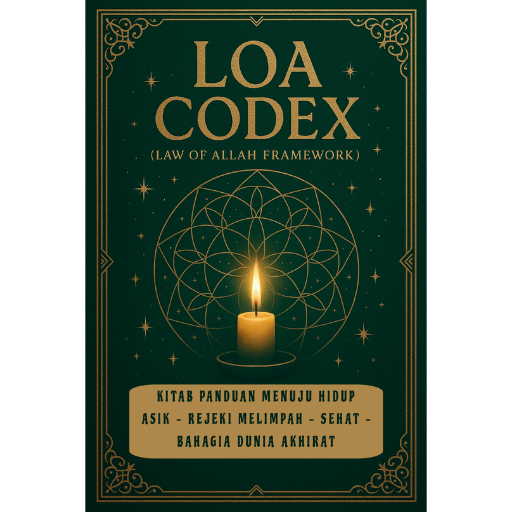 LOA
CODEX
(LAW OF ALLAH FRAMEWORK)
KITAB PANDUAN MENUJU HIDUP
ASIK - REJEKI MELIMPAH - SEHAT -
BAHAGIA DUNIA AKHIRAT